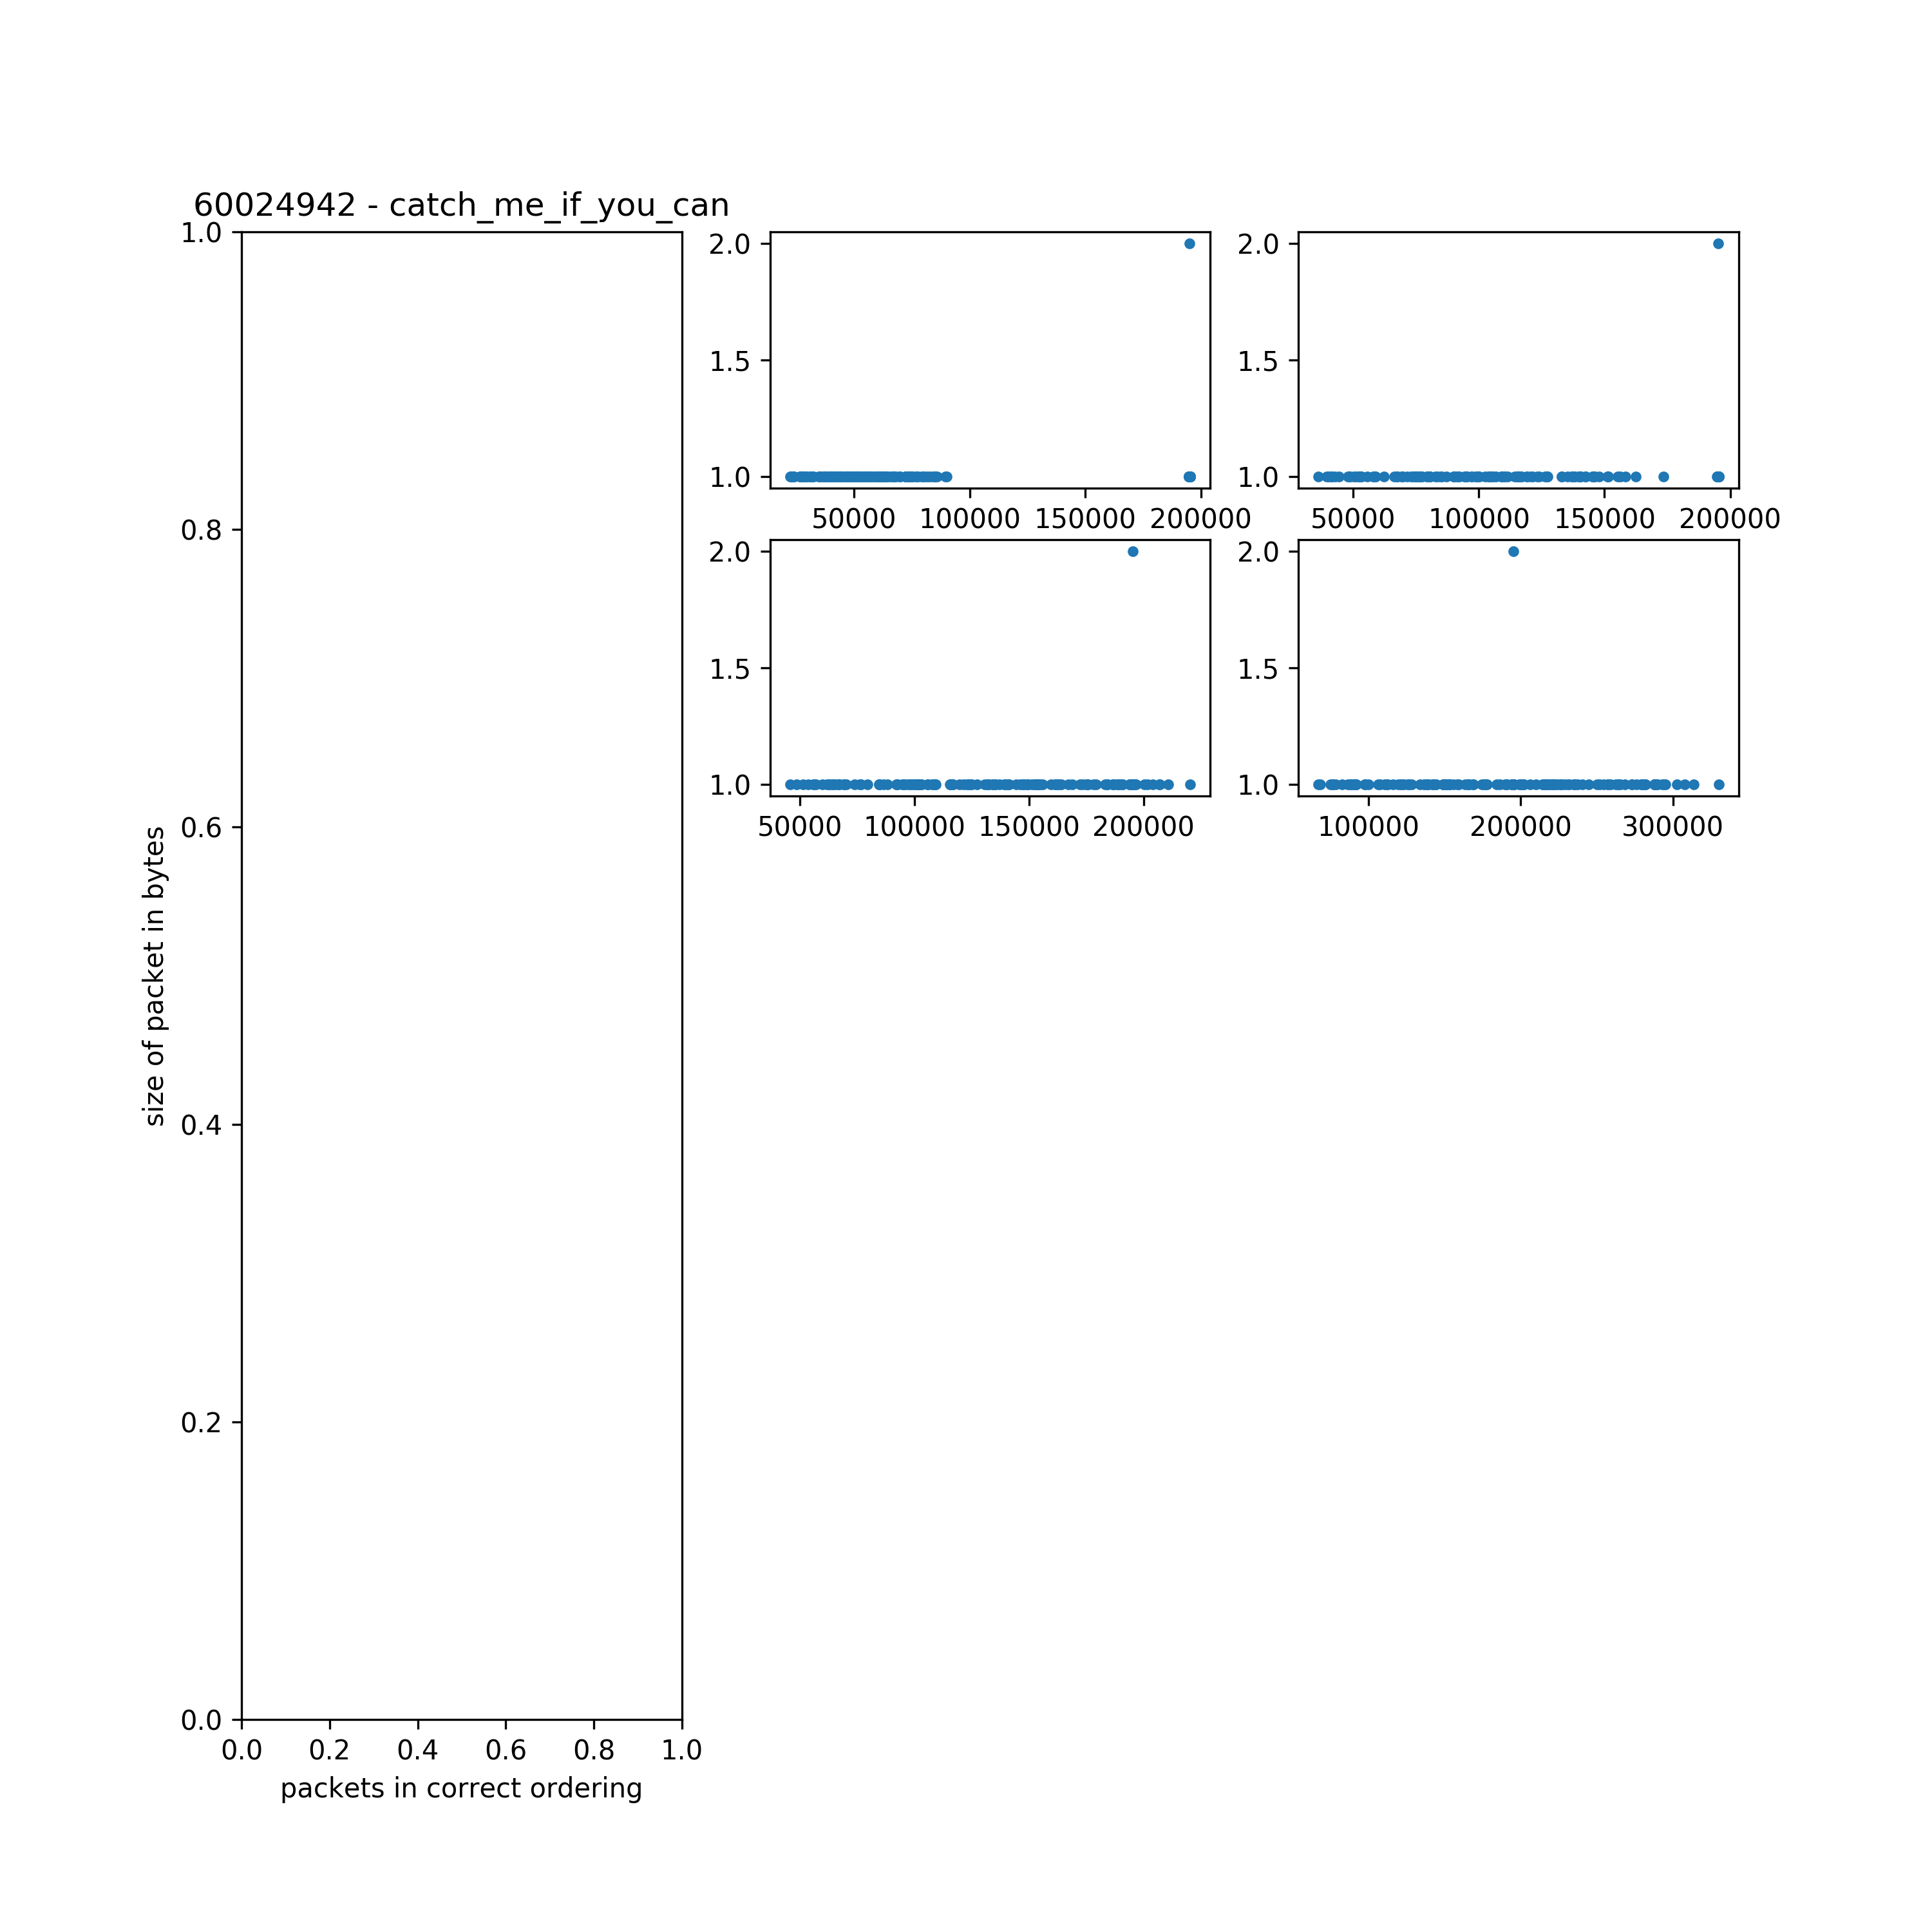 60024942 - catch_me_if_you_can
1.0
0.8
0.6
0.4
0.2
0.0
size of packet in bytes
0.0 0.2 0.4 0.6 0.8 1.0
packets in correct ordering
2.0
1.5
1.0
50000 100000 150000 200000
2.0
1.5
1.0
50000 100000 150000 200000
2.0
1.5
1.0
50000 100000 150000 200000
2.0
1.5
1.0
100000 200000 300000